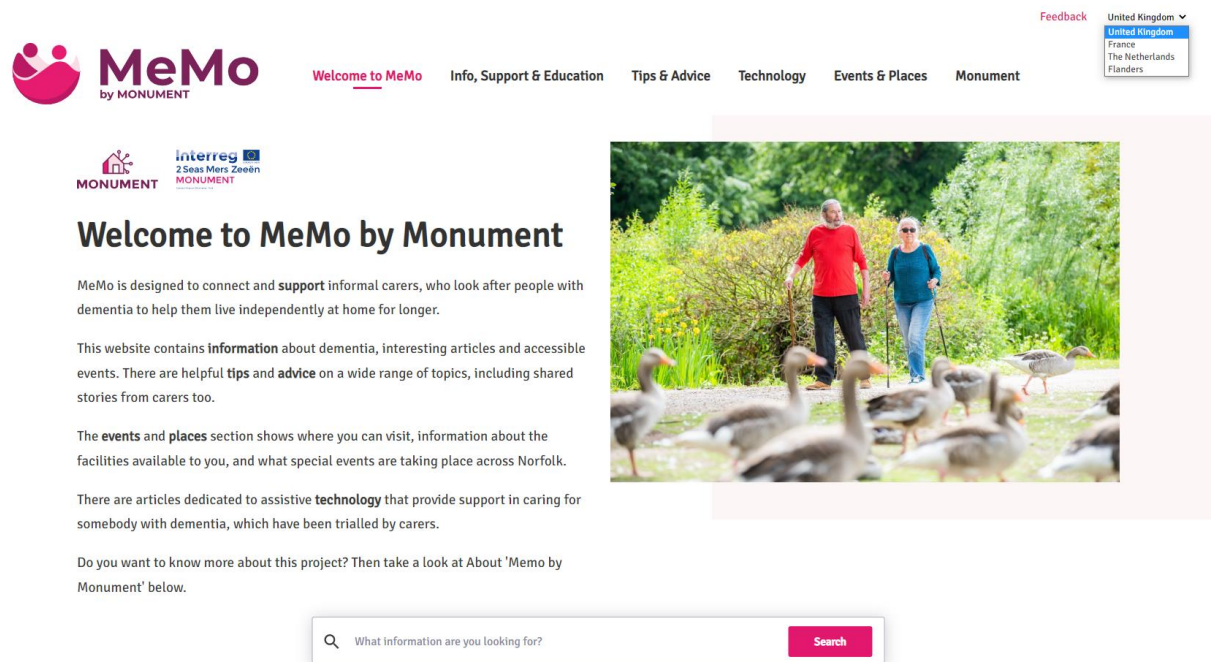 Feedback
United Kingdom
United Kingdom
France
The Netherlands
Flanders
MeMo
by MONUMENT
Welcome to MeMo
Info, Support & Education
Tips & Advice
Technology
Events & Places
Monument
MONUMENT
Interreg
2 Seas Mers Zeeën
MONUMENT
Welcome to MeMo by Monument
MeMo is designed to connect and support informal carers, who look after people with
dementia to help them live independently at home for longer.
This website contains information about dementia, interesting articles and accessible
events. There are helpful tips and advice on a wide range of topics, including shared
stories from carers too.
The events and places section shows where you can visit, information about the
facilities available to you, and what special events are taking place across Norfolk.
There are articles dedicated to assistive technology that provide support in caring for
somebody with dementia, which have been trialled by carers.
Do you want to know more about this project? Then take a look at About 'Memo by
Monument' below.
What information are you looking for?
Search